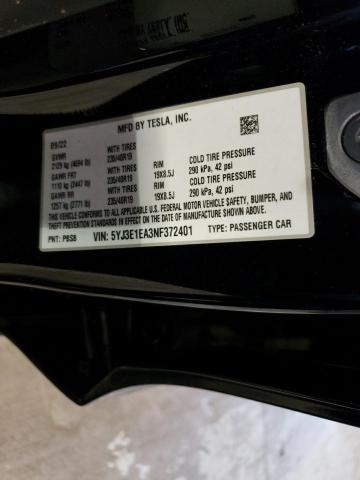 MFD BY TESLA, INC.
09/22
GVWR
2129 kg (4694 lb) WITH TIRES 235/40R19 RIM 19X8.5J COLD TIRE PRESSURE 290 kPa, 42 psi
GAWR FRT
1110 kg (2447 lb) WITH TIRES 235/40R19
GAWR RR
1257 kg (2771 lb) WITH TIRES 235/40R19 RIM 19X8.5J COLD TIRE PRESSURE 290 kPa, 42 psi
THIS VEHICLE CONFORMS TO ALL APPLICABLE U.S. FEDERAL MOTOR VEHICLE SAFETY, BUMPER, AND
THEFT PREVENTION STANDARDS IN EFFECT ON THE DATE OF MANUFACTURE SHOWN ABOVE.
PNT: PBSB VIN: 5YJ3E1EA3NF372401 TYPE: PASSENGER CAR